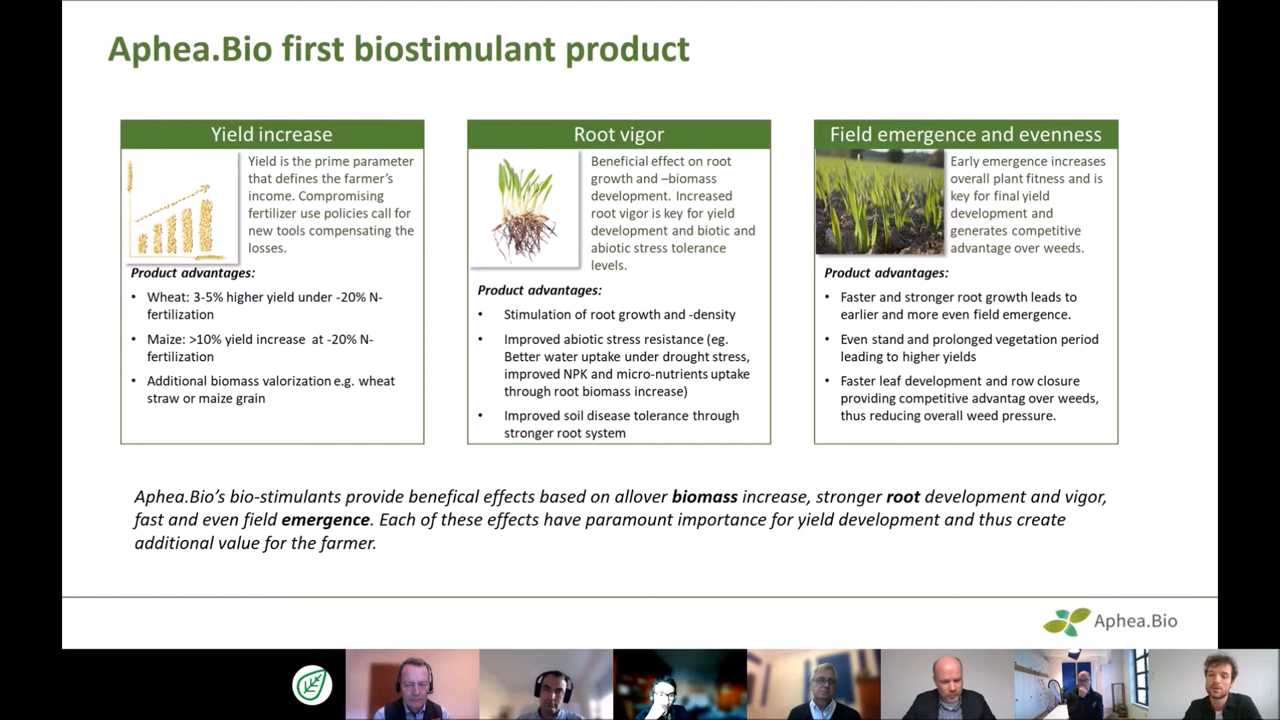 Aphea.Bio first biostimulant product
Yield increase
Yield is the prime parameter
that defines the farmer's
income. Compromising
fertilizer use policies call for
new tools compensating the
losses.
Product advantages:
• Wheat: 3-5% higher yield under -20% N-
fertilization
• Maize: >10% yield increase at -20% N-
fertilization
• Additional biomass valorization e.g. wheat
straw or maize grain
Root vigor
Beneficial effect on root
growth and –biomass
development. Increased
root vigor is key for yield
development and biotic and
abiotic stress tolerance
levels.
Product advantages:
• Stimulation of root growth and -density
• Improved abiotic stress resistance (eg.
Better water uptake under drought stress,
improved NPK and micro-nutrients uptake
through root biomass increase)
• Improved soil disease tolerance through
stronger root system
Field emergence and evenness
Early emergence increases
overall plant fitness and is
key for final yield
development and
generates competitive
advantage over weeds.
Product advantages:
• Faster and stronger root growth leads to
earlier and more even field emergence.
• Even stand and prolonged vegetation period
leading to higher yields
• Faster leaf development and row closure
providing competitive advantag over weeds,
thus reducing overall weed pressure.
Aphea.Bio's bio-stimulants provide benefical effects based on allover biomass increase, stronger root development and vigor,
fast and even field emergence. Each of these effects have paramount importance for yield development and thus create
additional value for the farmer.
Aphea.Bio